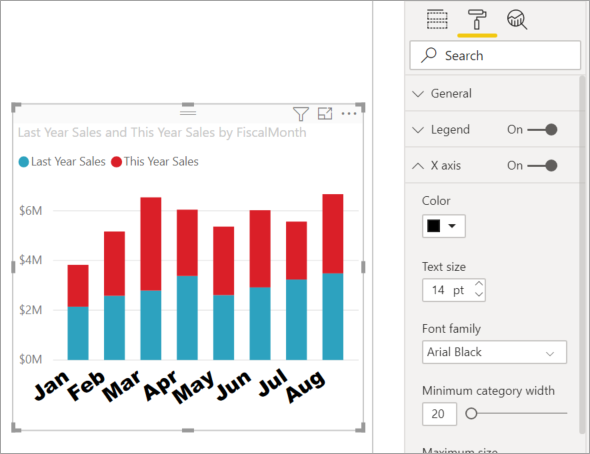 Search
General
Legend On
X axis On
Color
Text size
14 pt
Font family
Arial Black
Minimum category width
20
Maximum size
Last Year Sales and This Year Sales by FiscalMonth
Last Year Sales This Year Sales
$6M
$4M
$2M
$0M
Jan Feb Mar Apr May Jun Jul Aug